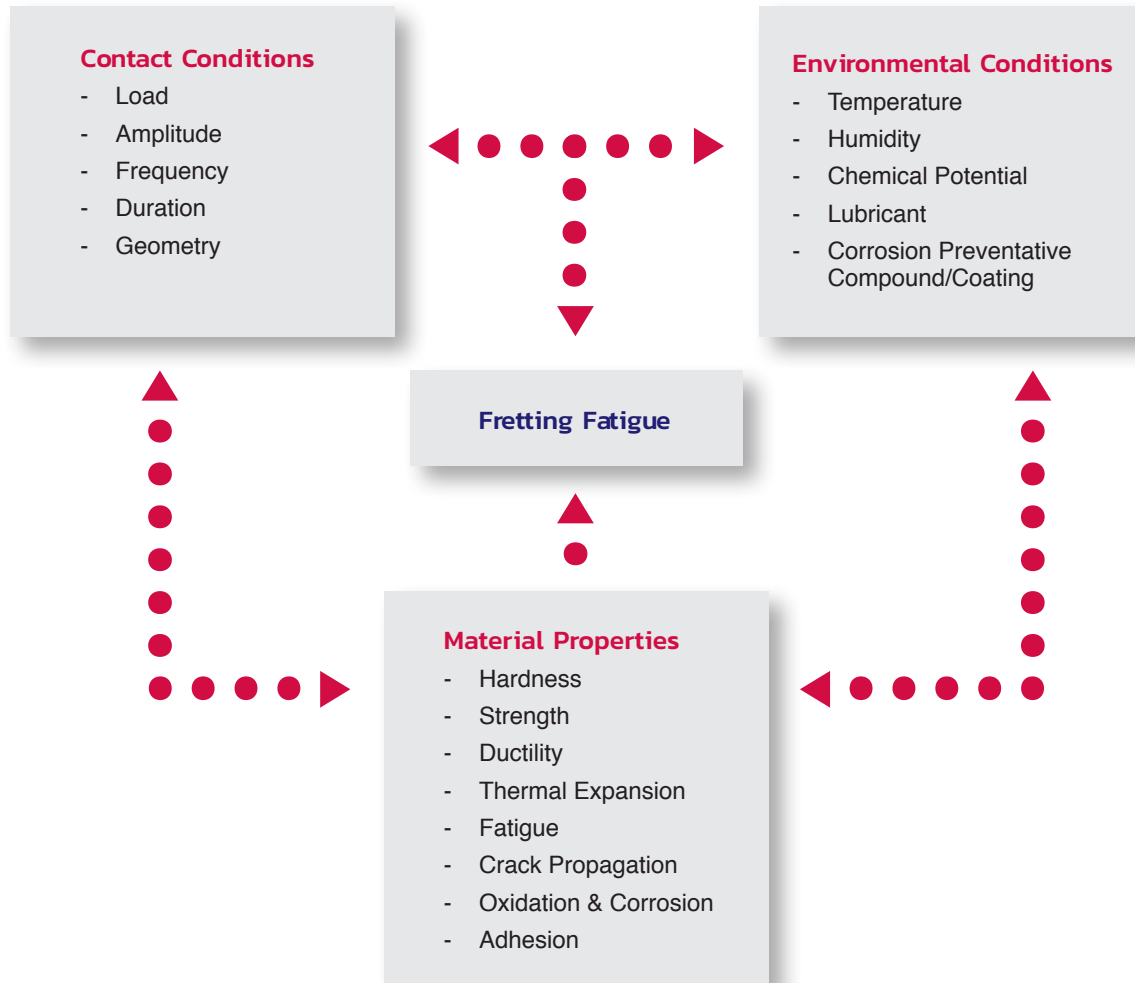 Contact Conditions
- Load
- Amplitude
- Frequency
- Duration
- Geometry
Environmental Conditions
- Temperature
- Humidity
- Chemical Potential
- Lubricant
- Corrosion Preventative
Compound/Coating
Fretting Fatigue
Material Properties
- Hardness
- Strength
- Ductility
- Thermal Expansion
- Fatigue
- Crack Propagation
- Oxidation & Corrosion
- Adhesion